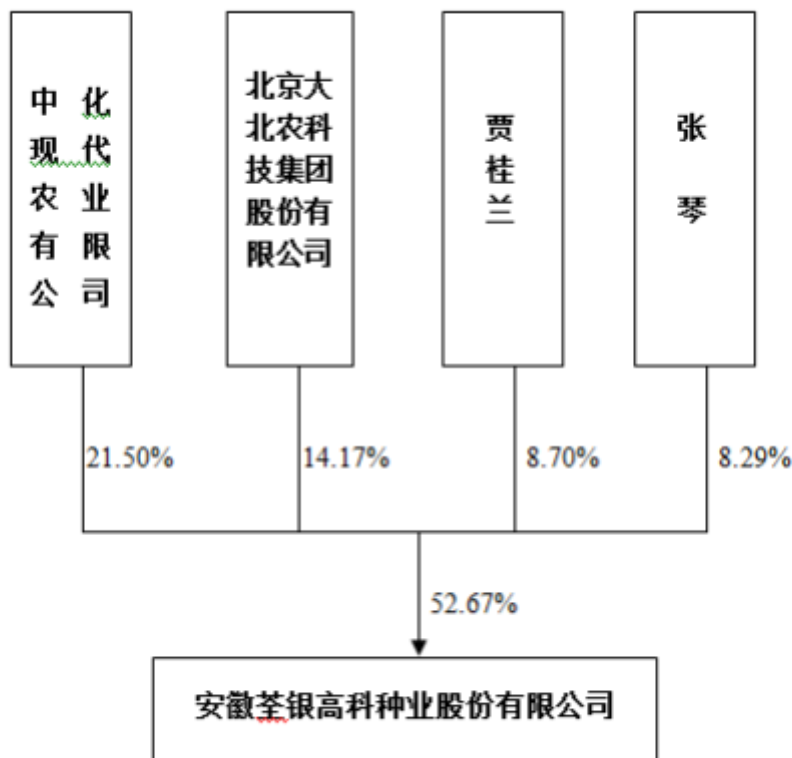 中化
现代
农业
有限
公司
北京大
北农科
技集团
股份有
限公司
贾
桂
兰
张
琴
21.50%
14.17%
8.70%
8.29%
52.67%
安徽荃银高科种业股份有限公司